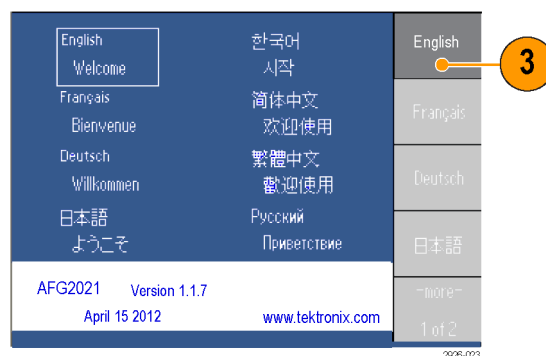 English
Welcome
Français
Bienvenue
Deutsch
Willkommen
日本語
ようこそ
한국어
시작
简体中文
欢迎使用
繁體中文
歡迎使用
Русский
Приветствие
AFG2021 Version 1.1.7
April 15 2012 www.tektronix.com
English
Français
Deutsch
日本語
-more-
1 of 2
3
2926-023